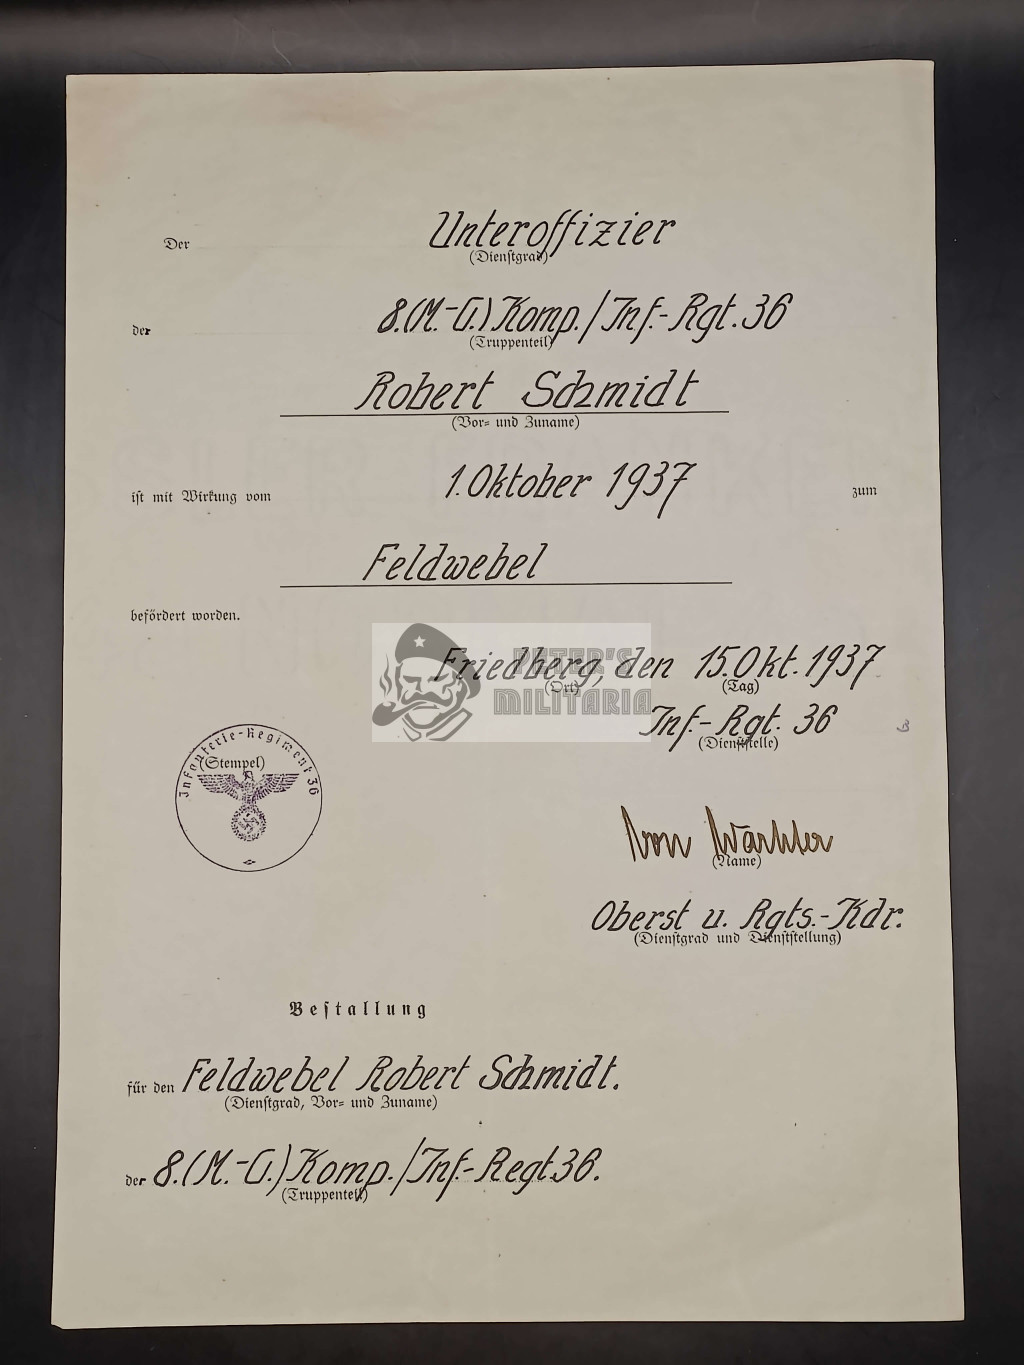 Der Unteroffizier
(Dienstgrad)
der 8.(M.-G.) Komp./Inf.-Rgt. 36
(Truppenteil)
Robert Schmidt
(Vor= und Zuname)
ist mit Wirkung vom 1. Oktober 1937 zum
Feldwebel
befördert worden.
PETER'S
MILITARIA
Friedberg, den 15. Okt. 1937
(Ort) (Tag)
Inf.-Rgt. 36
(Dienststelle)
Infanterie-Regiment 36
(Stempel)
von
(Name)
Oberst u. Rgts.-Kdr.
(Dienstgrad und Dienststellung)
Bestallung
für den Feldwebel Robert Schmidt.
(Dienstgrad, Vor= und Zuname)
der 8.(M.-G.) Komp./Inf.-Regt. 36.
(Truppenteil)